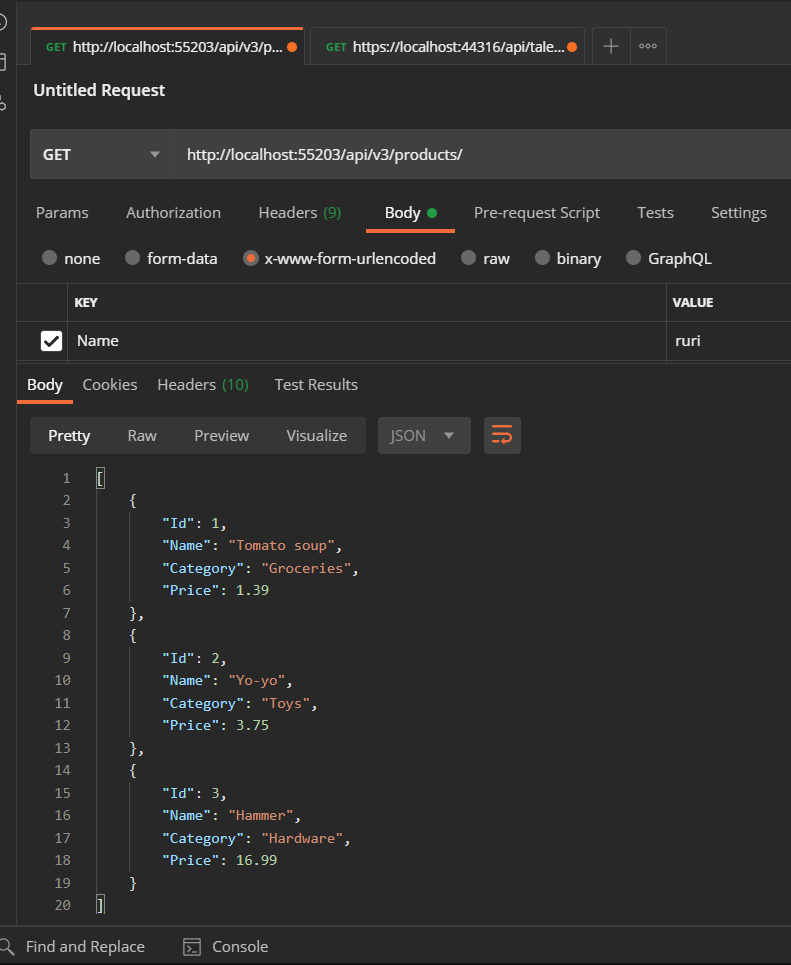 GET http://localhost:55203/api/v3/p... GET https://localhost:44316/api/tale... + ooo
Untitled Request
GET http://localhost:55203/api/v3/products/
Params Authorization Headers (9) Body Pre-request Script Tests Settings
none form-data x-www-form-urlencoded raw binary GraphQL
KEY VALUE
Name ruri
Body Cookies Headers (10) Test Results
Pretty Raw Preview Visualize JSON
1 [
2 {
3 "Id": 1,
4 "Name": "Tomato soup",
5 "Category": "Groceries",
6 "Price": 1.39
7 },
8 {
9 "Id": 2,
10 "Name": "Yo-yo",
11 "Category": "Toys",
12 "Price": 3.75
13 },
14 {
15 "Id": 3,
16 "Name": "Hammer",
17 "Category": "Hardware",
18 "Price": 16.99
19 }
20 ]
Find and Replace Console